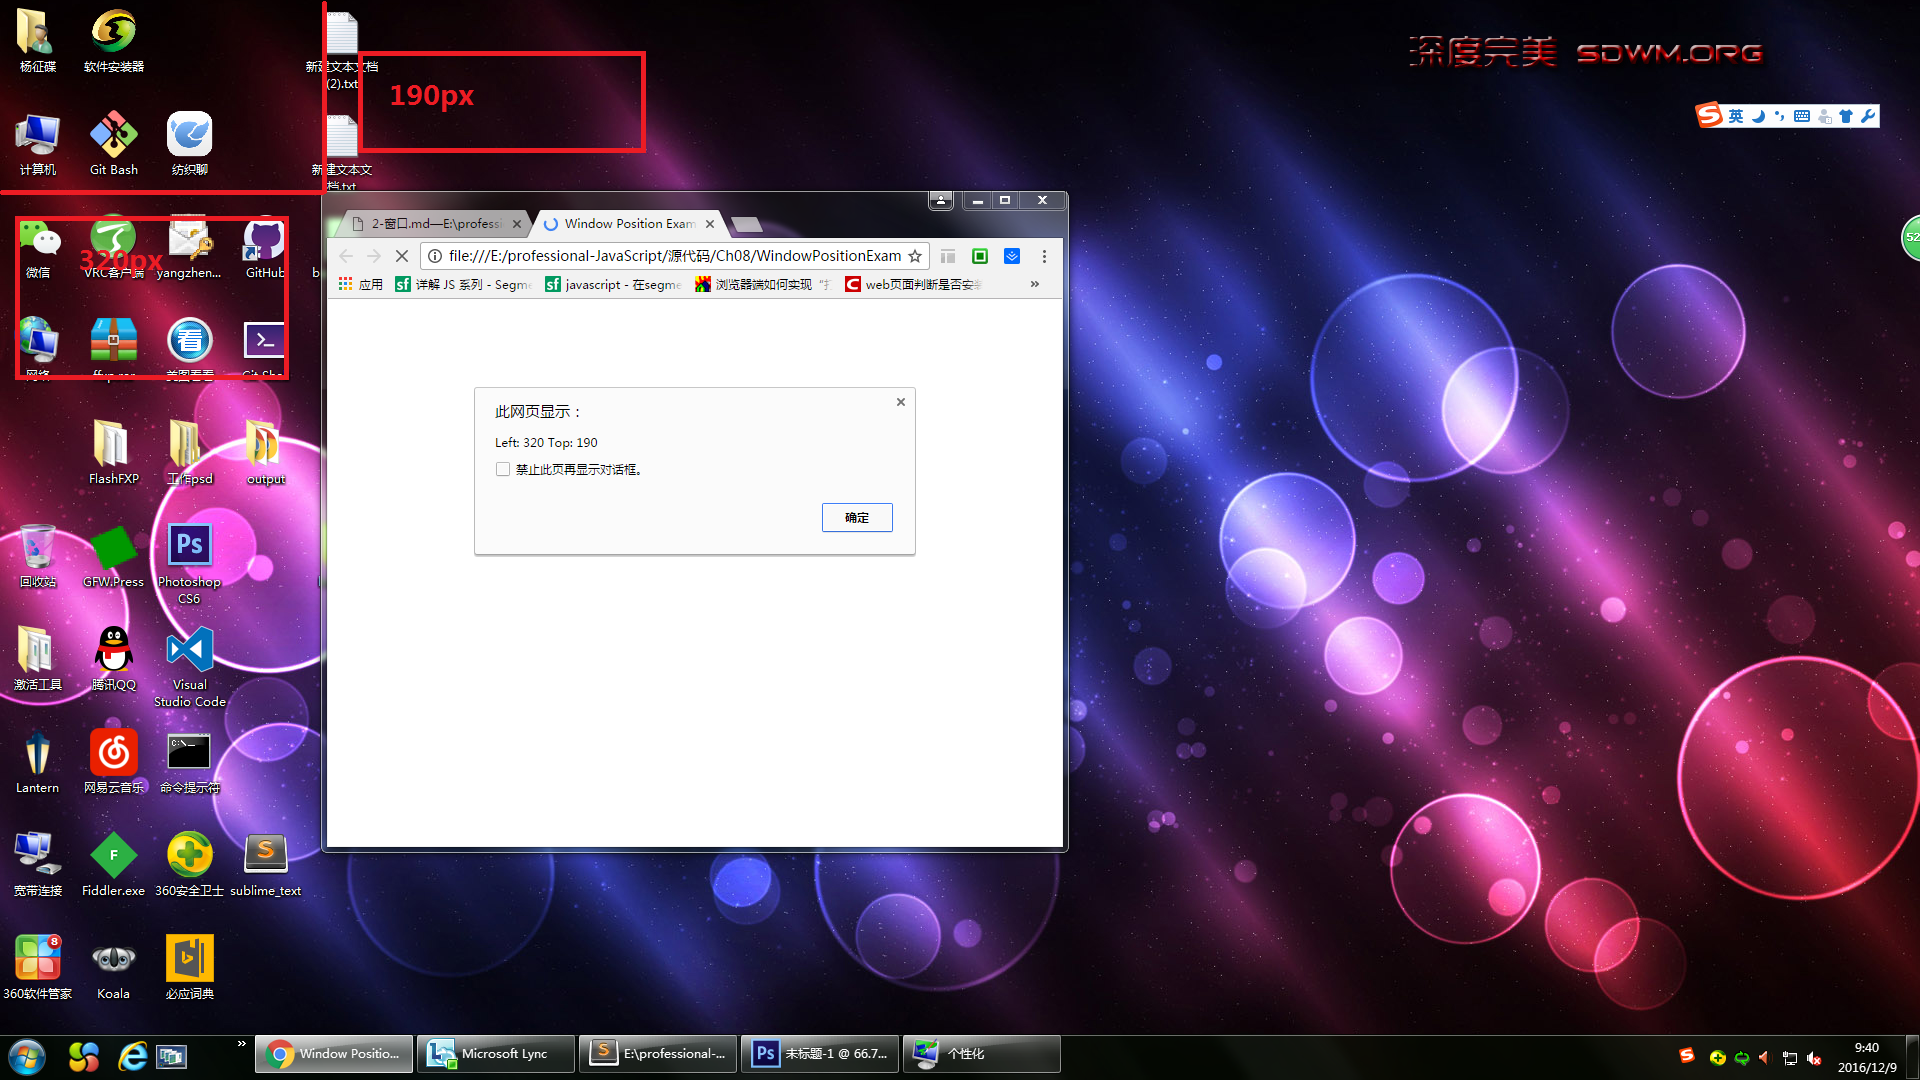 杨征碟
软件安装器
新建文本文档
(2).txt
190px
深度完美 SDWM.ORG
英
计算机
Git Bash
纺织聊
新建文本文
档.txt
2-窗口.md—E:\professi
Window Position Exam
file:///E:/professional-JavaScript/源代码/Ch08/WindowPositionExam
应用
详解 JS 系列 - Segme
javascript - 在segme
浏览器端如何实现
web页面判断是否安装
»
320px
微信
VRC客户端
yangzhen...
GitHub
52
网络
美图看看
Git She
此网页显示：
Left: 320 Top: 190
禁止此页再显示对话框。
确定
FlashFXP
工作psd
output
回收站
GFW.Press
Ps
Photoshop
CS6
激活工具
腾讯QQ
Visual
Studio Code
C:\_
Lantern
网易云音乐
命令提示符
F
S
宽带连接
Fiddler.exe
360安全卫士
sublime_text
8
360软件管家
Koala
必应词典
»
Window Positio...
Microsoft Lync
E:\professional-...
未标题-1 @ 66.7...
个性化
9:40
2016/12/9